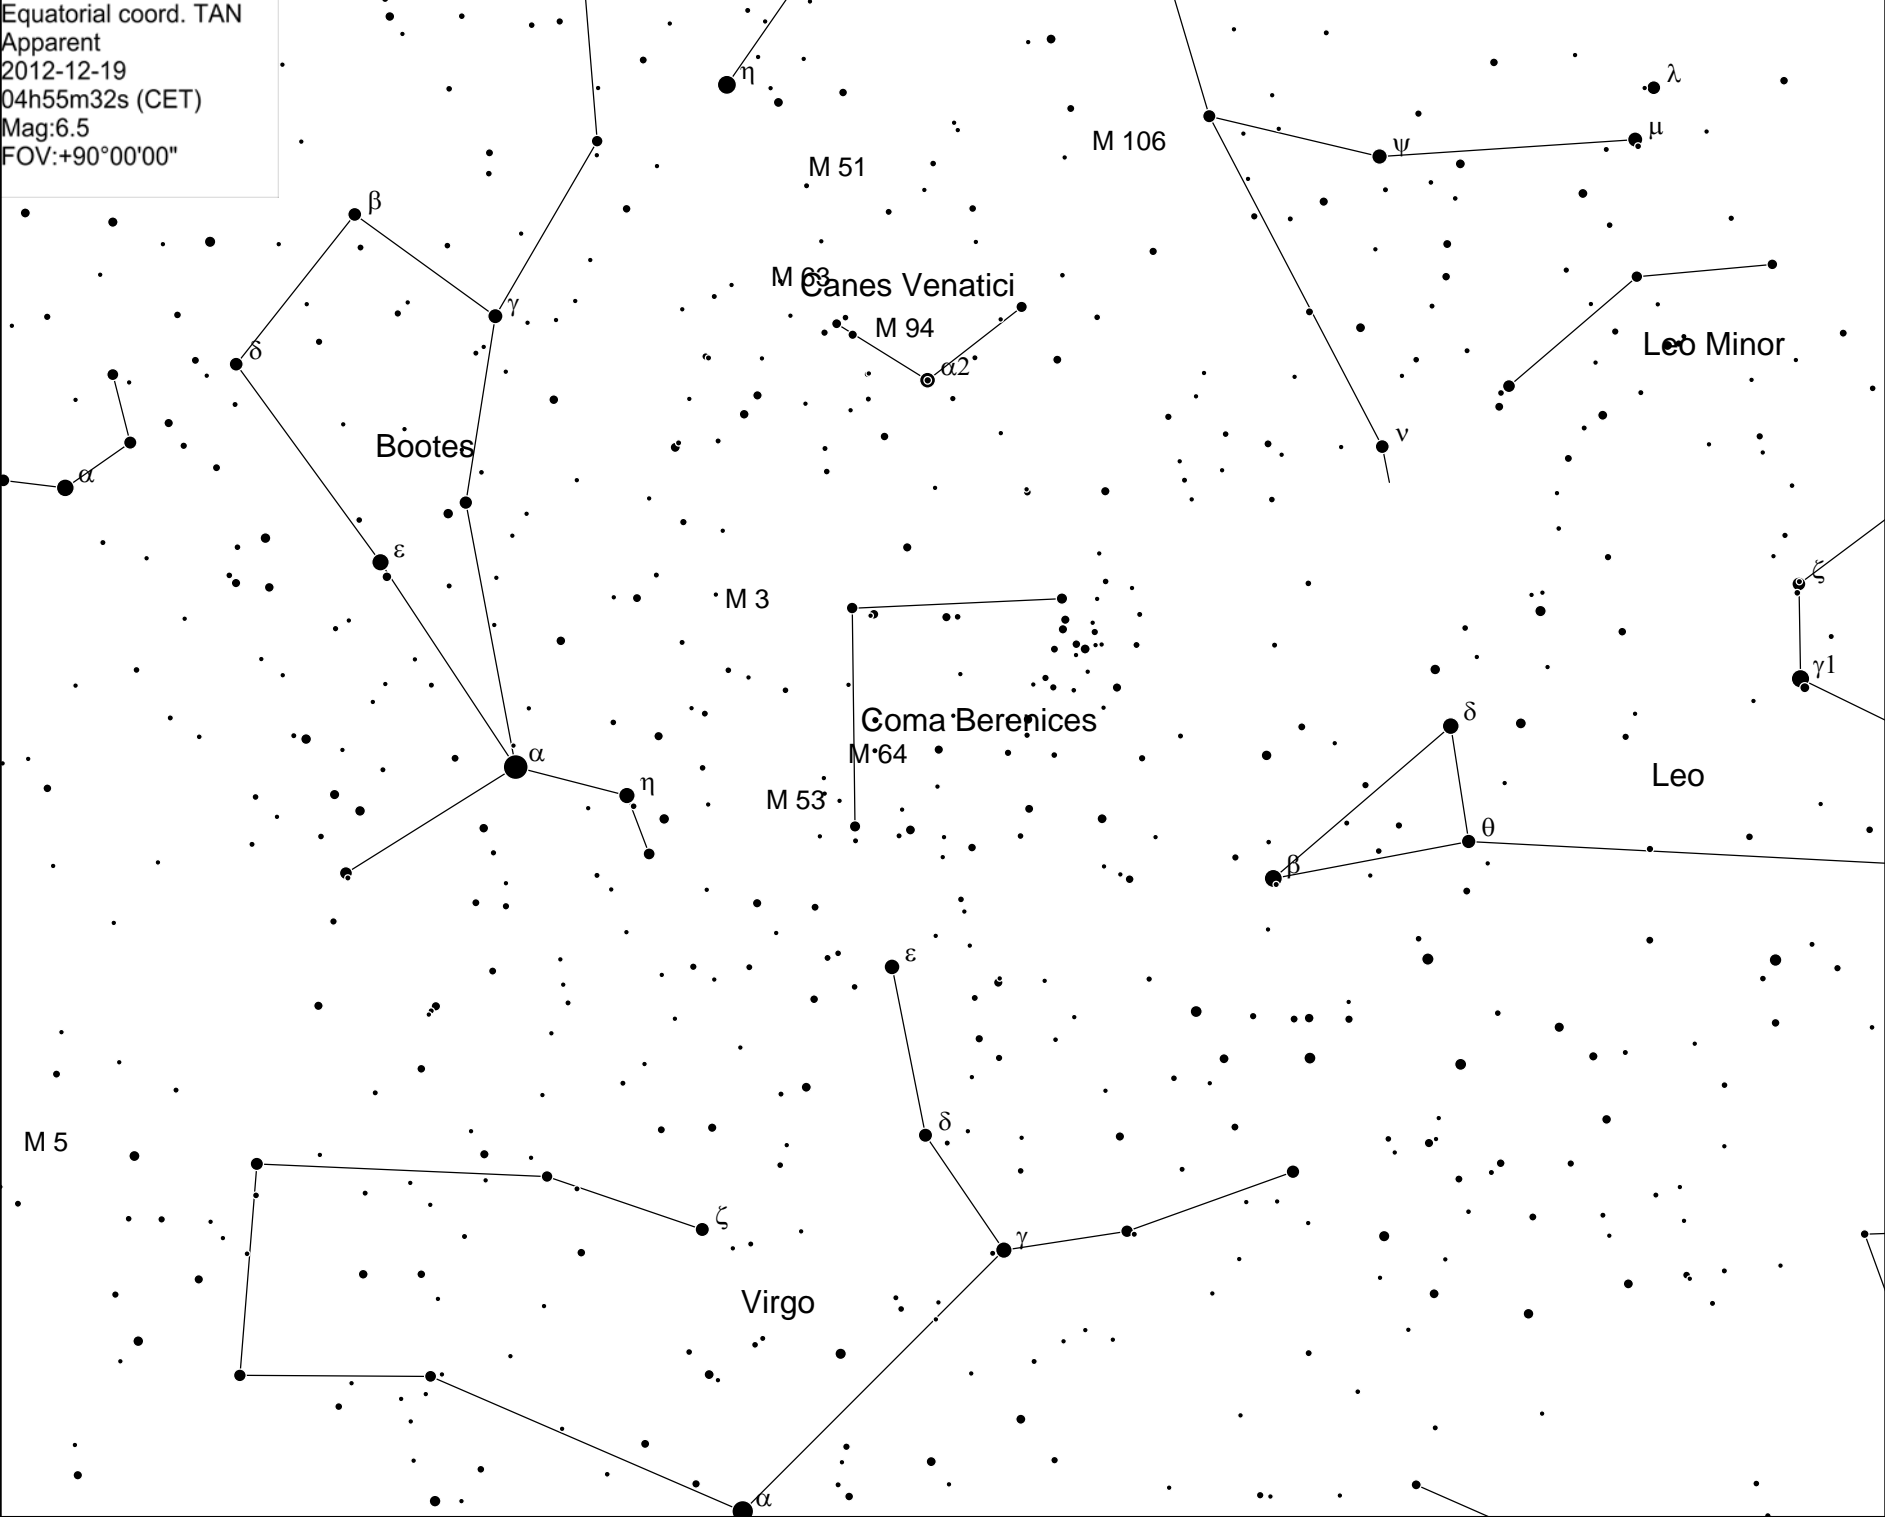 Equatorial coord. TAN
Apparent
2012-12-19
04h55m32s (CET)
Mag:6.5
FOV:+90°00'00"
η
λ
μ
M 106
ψ
M 51
β
M 63
Canes Venatici
γ
M 94
Leo Minor
δ
α2
ν
Bootes
α
ε
ζ
M 3
γ1
δ
Coma Berenices
α
M 64
Leo
η
M 53
θ
β
ε
δ
M 5
ζ
γ
Virgo
α